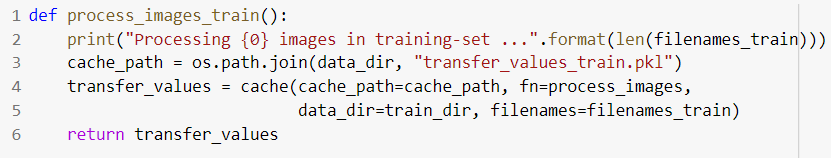 1 def process_images_train():
2     print("Processing {0} images in training-set ...".format(len(filenames_train)))
3     cache_path = os.path.join(data_dir, "transfer_values_train.pkl")
4     transfer_values = cache(cache_path=cache_path, fn=process_images,
5                             data_dir=train_dir, filenames=filenames_train)
6     return transfer_values